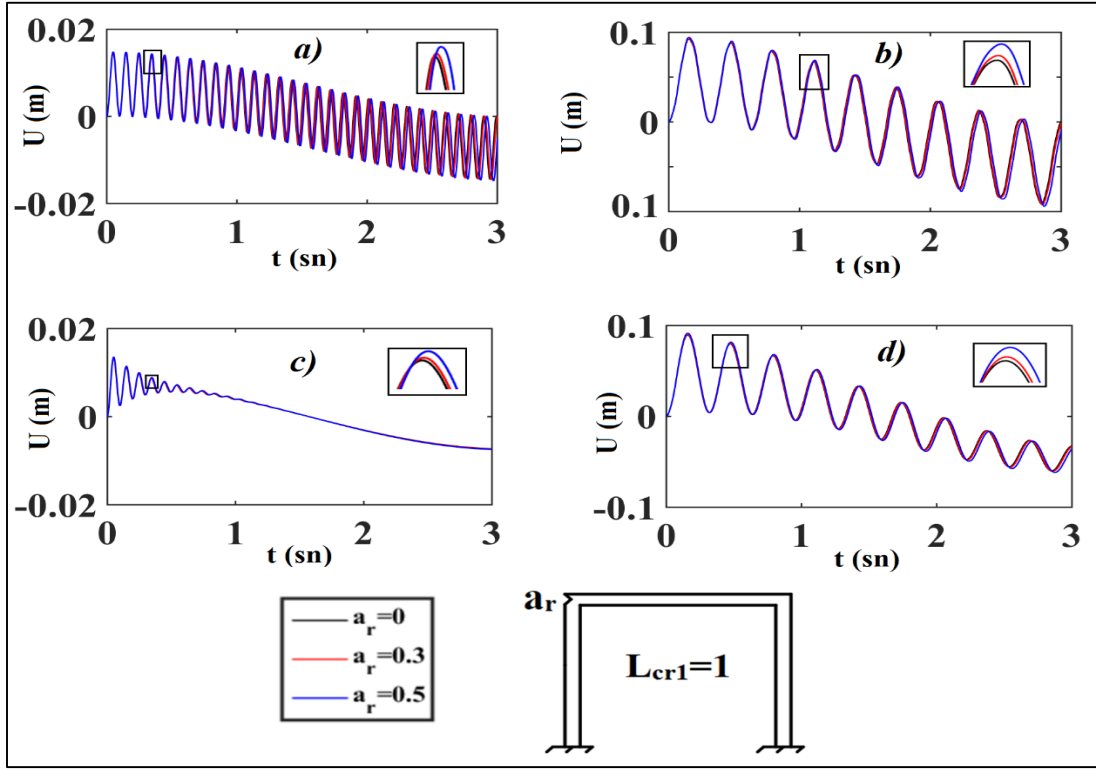 a)
0.02
0
-0.02
U (m)
0
1
2
3
t (sn)
b)
0.1
0
0.1
U (m)
0
1
2
3
t (sn)
c)
0.02
0
-0.02
U (m)
0
1
2
3
t (sn)
d)
0.1
0
-0.1
U (m)
0
1
2
3
t (sn)
a_r=0
a_r=0.3
a_r=0.5
a_r
L_cr1=1